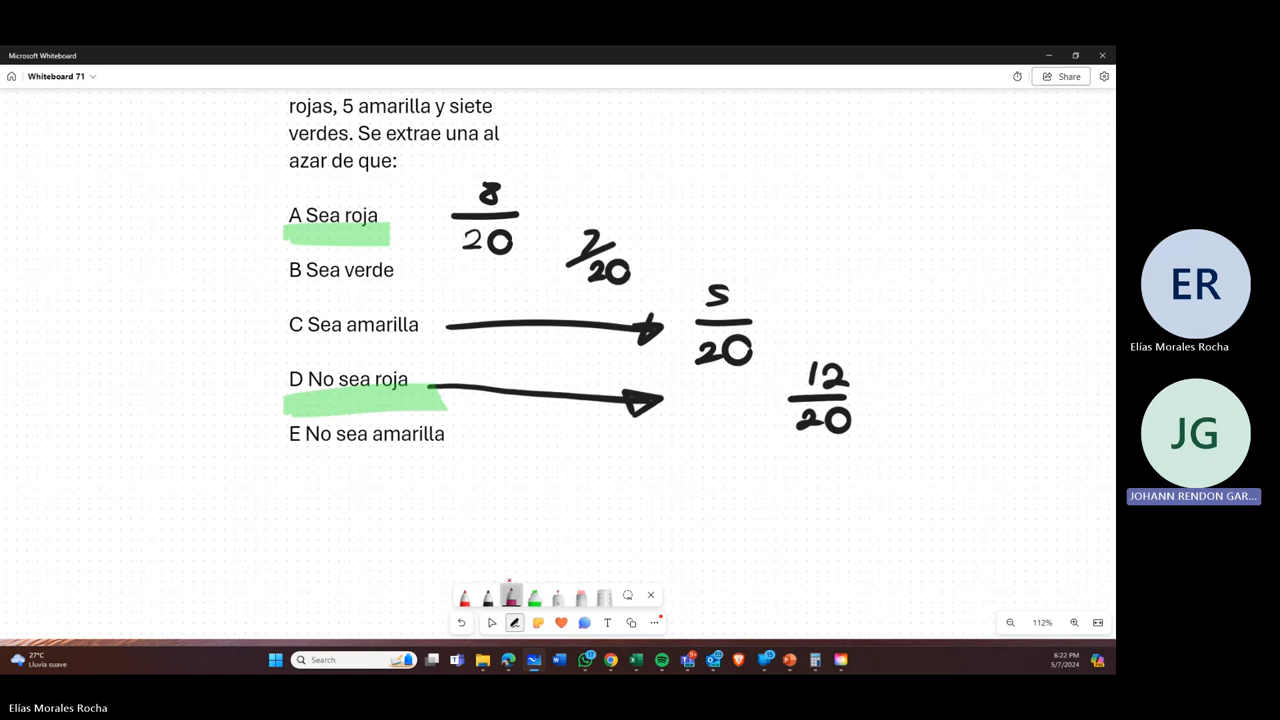 Microsoft Whiteboard
Whiteboard 71
Share
rojas, 5 amarilla y siete
verdes. Se extrae una al
azar de que:
A Sea roja
8
20
B Sea verde
7
20
C Sea amarilla
5
20
D No sea roja
12
20
E No sea amarilla
ER
Elías Morales Rocha
JG
JOHANN RENDON GAR...
112%
27°C
Lluvia suave
Search
6:22 PM
5/7/2024
Elías Morales Rocha